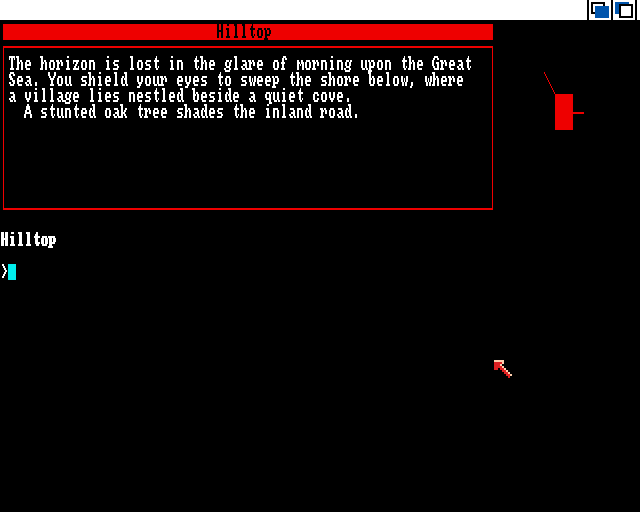 Hilltop
The horizon is lost in the glare of morning upon the Great
Sea. You shield your eyes to sweep the shore below, where
a village lies nestled beside a quiet cove.
A stunted oak tree shades the inland road.
Hilltop
>